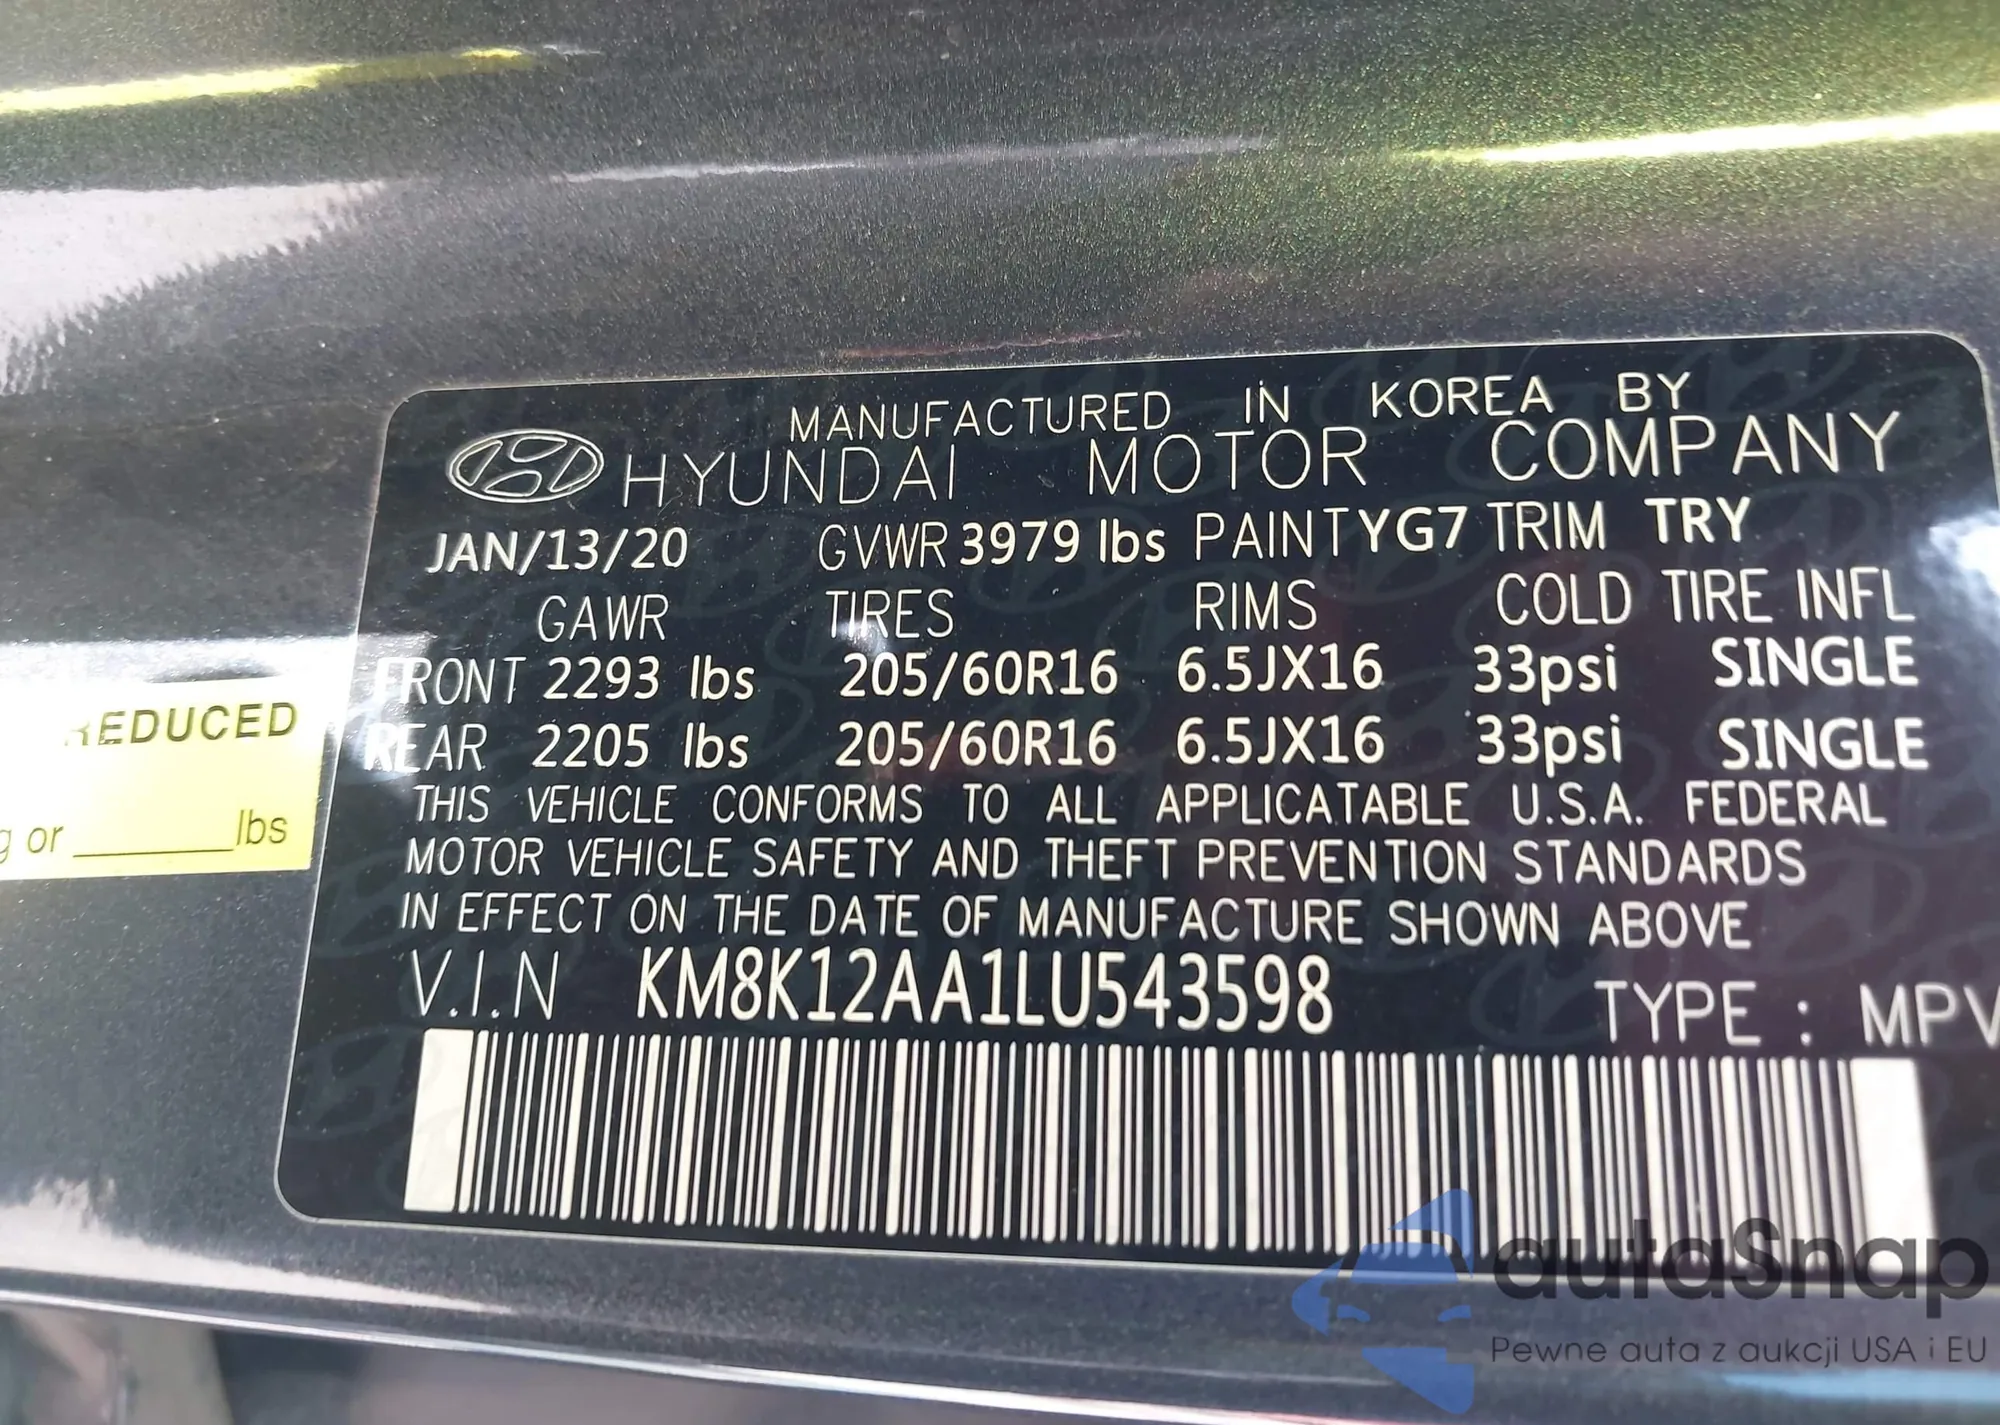 MANUFACTURED IN KOREA BY
HYUNDAI MOTOR COMPANY
JAN/13/20 GVWR 3979 lbs PAINT YG7 TRIM TRY
GAWR TIRES RIMS COLD TIRE INFL
FRONT 2293 lbs 205/60R16 6.5JX16 33psi SINGLE
REAR 2205 lbs 205/60R16 6.5JX16 33psi SINGLE
THIS VEHICLE CONFORMS TO ALL APPLICATABLE U.S.A. FEDERAL
MOTOR VEHICLE SAFETY AND THEFT PREVENTION STANDARDS
IN EFFECT ON THE DATE OF MANUFACTURE SHOWN ABOVE
V.I.N KM8K12AA1LU543598
TYPE : MPV
REDUCED
g or ______ lbs
autaSnap
Pewne auta z aukcji USA i EU